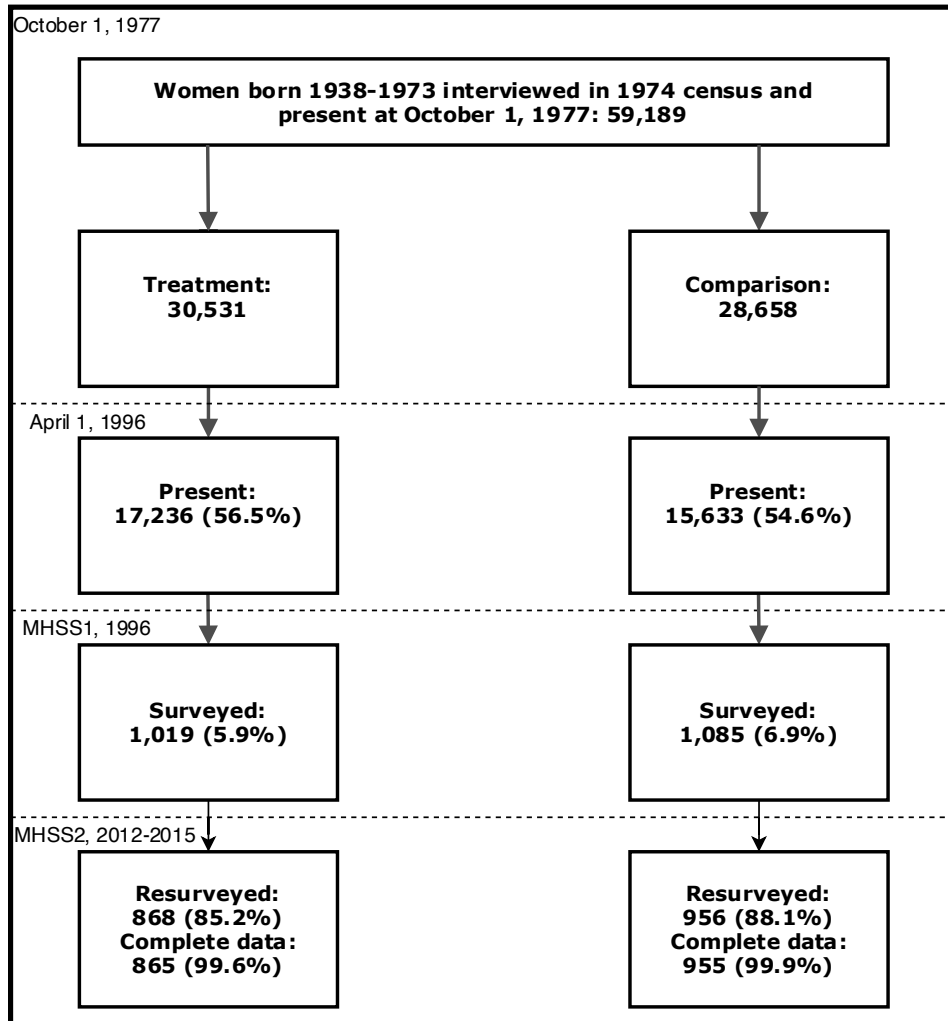 October 1, 1977
Women born 1938-1973 interviewed in 1974 census and
present at October 1, 1977: 59,189
Treatment:
30,531
Comparison:
28,658
April 1, 1996
Present:
17,236 (56.5%)
Present:
15,633 (54.6%)
MHSS1, 1996
Surveyed:
1,019 (5.9%)
Surveyed:
1,085 (6.9%)
MHSS2, 2012-2015
Resurveyed:
868 (85.2%)
Complete data:
865 (99.6%)
Resurveyed:
956 (88.1%)
Complete data:
955 (99.9%)